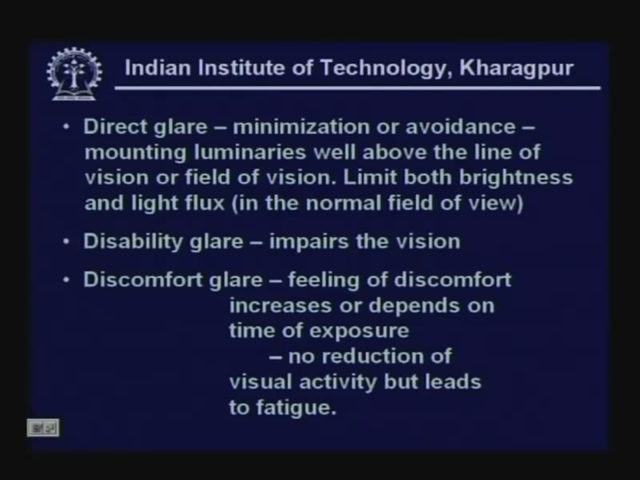 Indian Institute of Technology, Kharagpur
• Direct glare – minimization or avoidance –
mounting luminaries well above the line of
vision or field of vision. Limit both brightness
and light flux (in the normal field of view)
• Disability glare – impairs the vision
• Discomfort glare – feeling of discomfort
increases or depends on
time of exposure
– no reduction of
visual activity but leads
to fatigue.